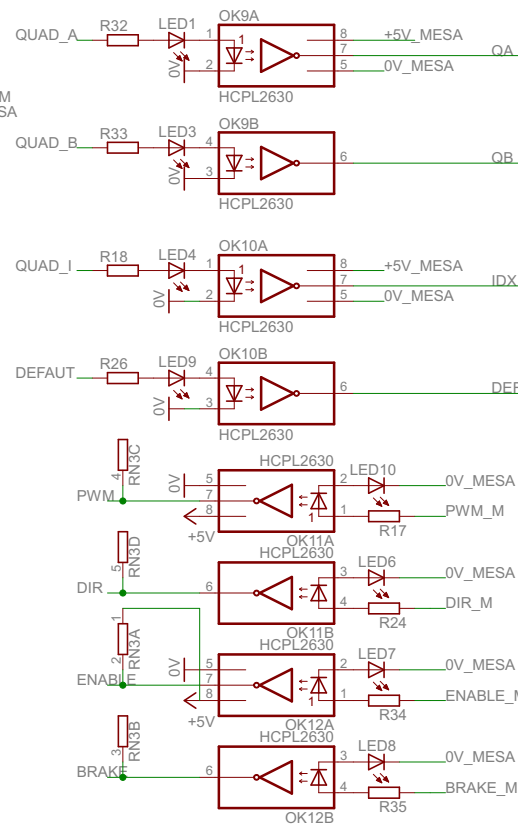 OK9A
QUAD_A R32 LED1 1 1 8 +5V_MESA
7 QA
0V 2 5 0V_MESA
HCPL2630
M
SA
OK9B
QUAD_B R33 LED3 4 6 QB
0V 3
HCPL2630
OK10A
QUAD_I R18 LED4 1 1 8 +5V_MESA
7 IDX
0V 2 5 0V_MESA
HCPL2630
OK10B
DEFAUT R26 LED9 4 6 DEF
0V 3
HCPL2630
HCPL2630
4 RN3C 0V 5 2 LED10 0V_MESA
PWM 7
8 1 1 R17 PWM_M
+5V OK11A
HCPL2630
5 RN3D 3 LED6 0V_MESA
DIR 6 4 R24 DIR_M
OK11B
HCPL2630
1 RN3A 2 0V 5 2 LED7 0V_MESA
ENABLE 7
8 1 R34 ENABLE_M
+5V OK12A
HCPL2630
3 RN3B 3 LED8 0V_MESA
BRAKE 6 4 R35 BRAKE_M
OK12B